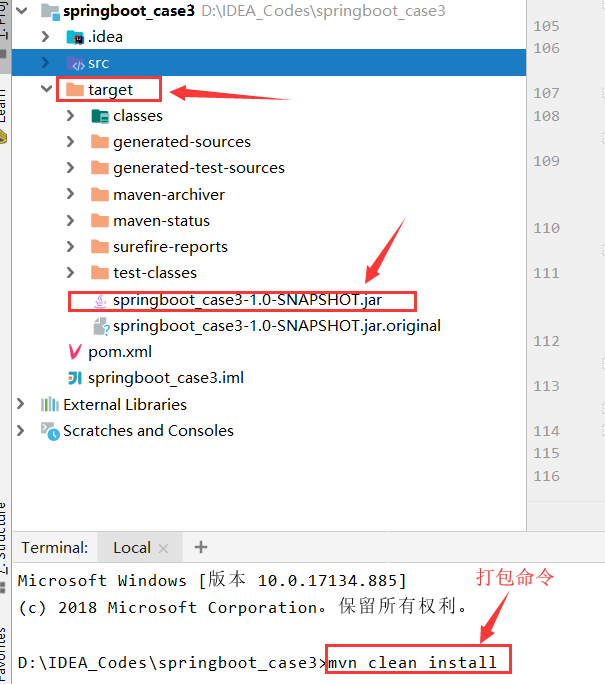 springboot_case3 D:\IDEA_Codes\springboot_case3
.idea
src
target
classes
generated-sources
generated-test-sources
maven-archiver
maven-status
surefire-reports
test-classes
springboot_case3-1.0-SNAPSHOT.jar
springboot_case3-1.0-SNAPSHOT.jar.original
pom.xml
springboot_case3.iml
External Libraries
Scratches and Consoles
105
106
107
108
109
110
111
112
113
114
115
116
Learn
Structure
Favorites
Terminal: Local
Microsoft Windows [版本 10.0.17134.885]
(c) 2018 Microsoft Corporation。保留所有权利。
打包命令
D:\IDEA_Codes\springboot_case3>mvn clean install